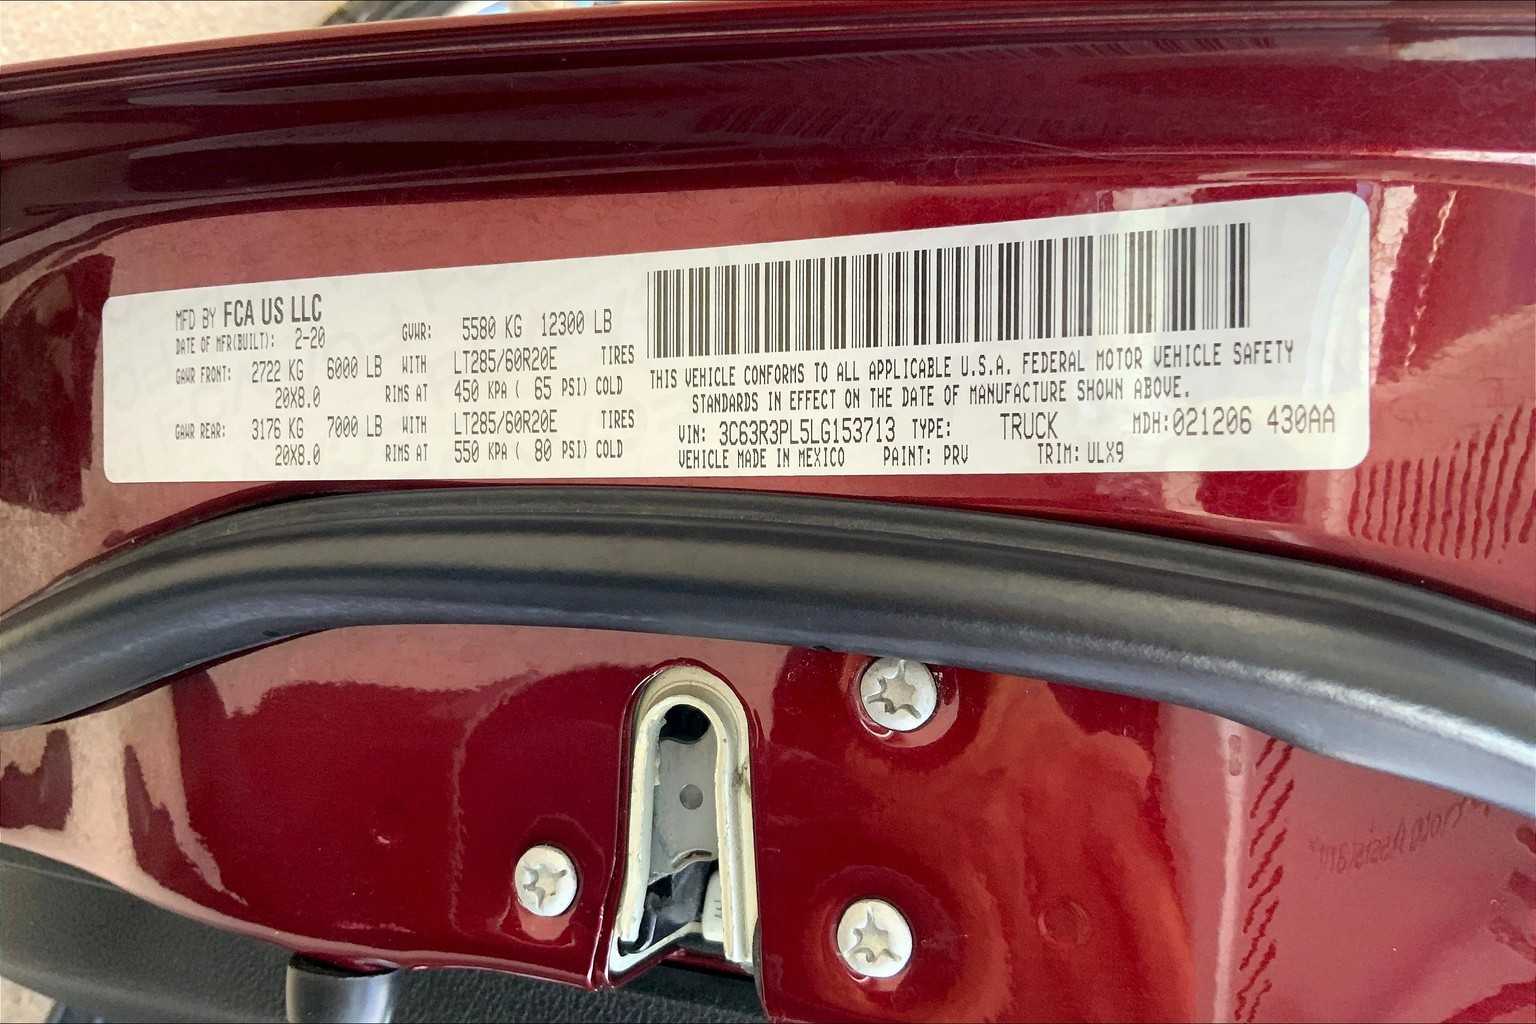 MFD BY FCA US LLC
DATE OF MFR(BUILT): 2-20
GVWR: 5580 KG 12300 LB
GAWR FRONT: 2722 KG 6000 LB WITH LT285/60R20E TIRES
20X8.0 RIMS AT 450 KPA ( 65 PSI) COLD
GAWR REAR: 3176 KG 7000 LB WITH LT285/60R20E TIRES
20X8.0 RIMS AT 550 KPA ( 80 PSI) COLD
THIS VEHICLE CONFORMS TO ALL APPLICABLE U.S.A. FEDERAL MOTOR VEHICLE SAFETY
STANDARDS IN EFFECT ON THE DATE OF MANUFACTURE SHOWN ABOVE.
VIN: 3C63R3PL5LG153713 TYPE: TRUCK MDH:021206 430AA
VEHICLE MADE IN MEXICO PAINT: PRV TRIM: ULX9